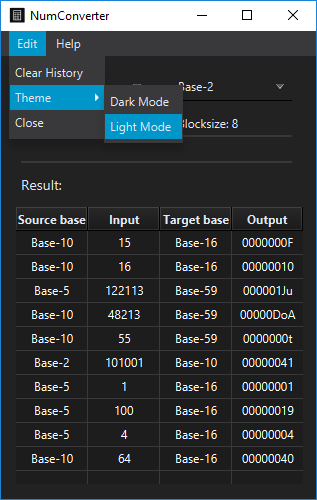 NumConverter
Edit Help
Clear History
Theme
Close
Dark Mode
Light Mode
Base-2
Blocksize: 8
Result:
Source base Input Target base Output
Base-10 15 Base-16 0000000F
Base-10 16 Base-16 00000010
Base-5 122113 Base-59 000001Ju
Base-10 48213 Base-59 00000DoA
Base-10 55 Base-59 0000000t
Base-2 101001 Base-10 00000041
Base-5 1 Base-16 00000001
Base-5 100 Base-16 00000019
Base-5 4 Base-16 00000004
Base-10 64 Base-16 00000040